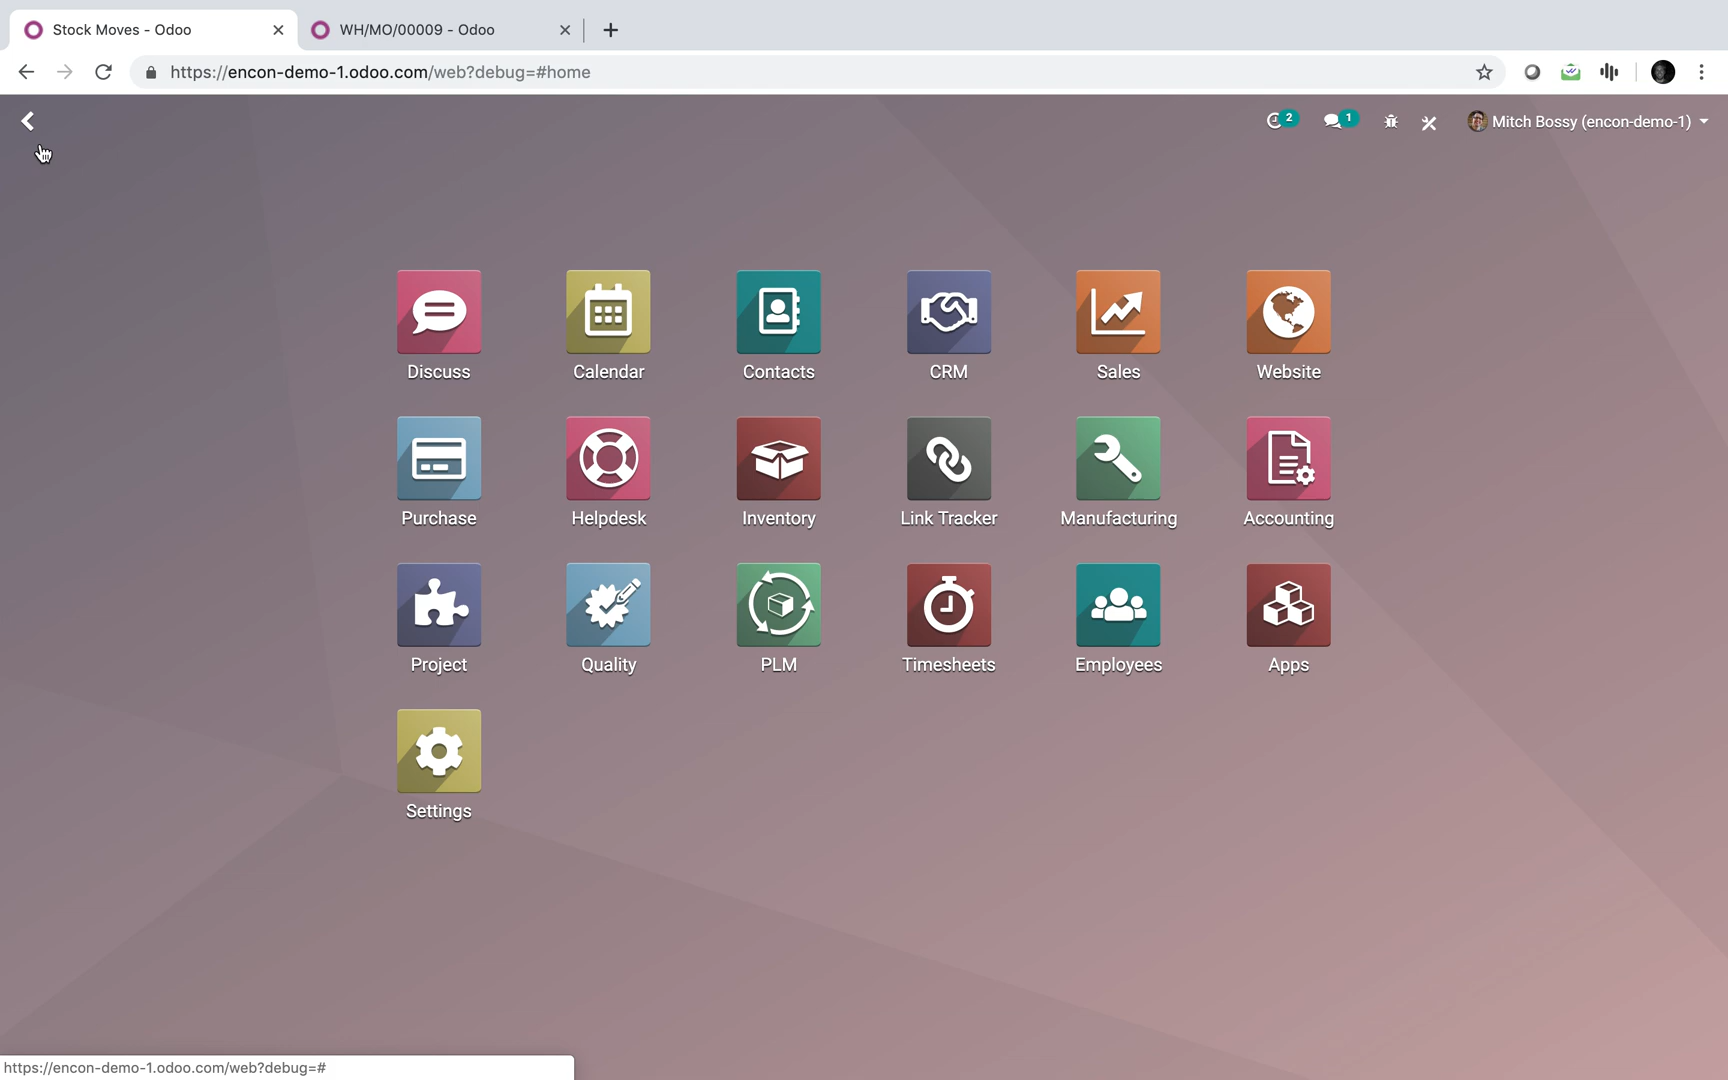 Stock Moves - Odoo
WH/MO/00009 - Odoo
https://encon-demo-1.odoo.com/web?debug=#home
2
1
Mitch Bossy (encon-demo-1)
Discuss
Calendar
Contacts
CRM
Sales
Website
Purchase
Helpdesk
Inventory
Link Tracker
Manufacturing
Accounting
Project
Quality
PLM
Timesheets
Employees
Apps
Settings
https://encon-demo-1.odoo.com/web?debug=#